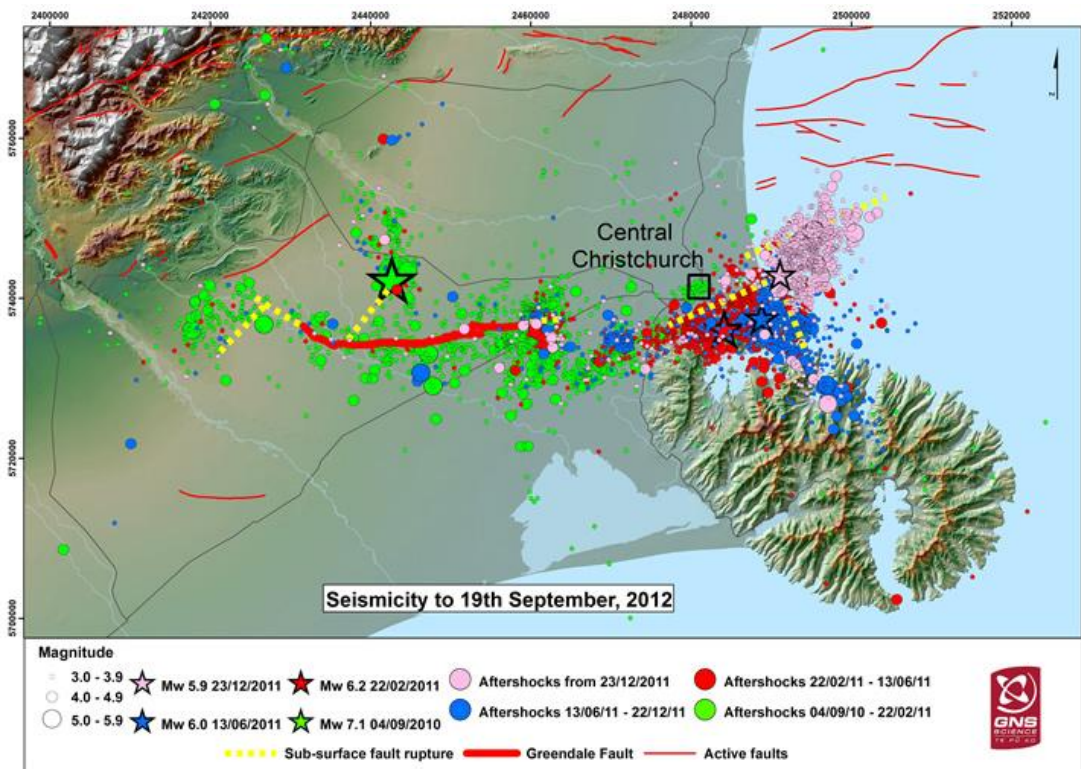 2400000 2420000 2440000 2460000 2480000 2500000 2520000
5760000
5740000
5720000
5700000
z
Central
Christchurch
Seismicity to 19th September, 2012
Magnitude
3.0 - 3.9
4.0 - 4.9
5.0 - 5.9
Mw 5.9 23/12/2011
Mw 6.0 13/06/2011
Mw 6.2 22/02/2011
Mw 7.1 04/09/2010
Aftershocks from 23/12/2011
Aftershocks 13/06/11 - 22/12/11
Aftershocks 22/02/11 - 13/06/11
Aftershocks 04/09/10 - 22/02/11
Sub-surface fault rupture
Greendale Fault
Active faults
GNS
SCIENCE
TE PŪ AO